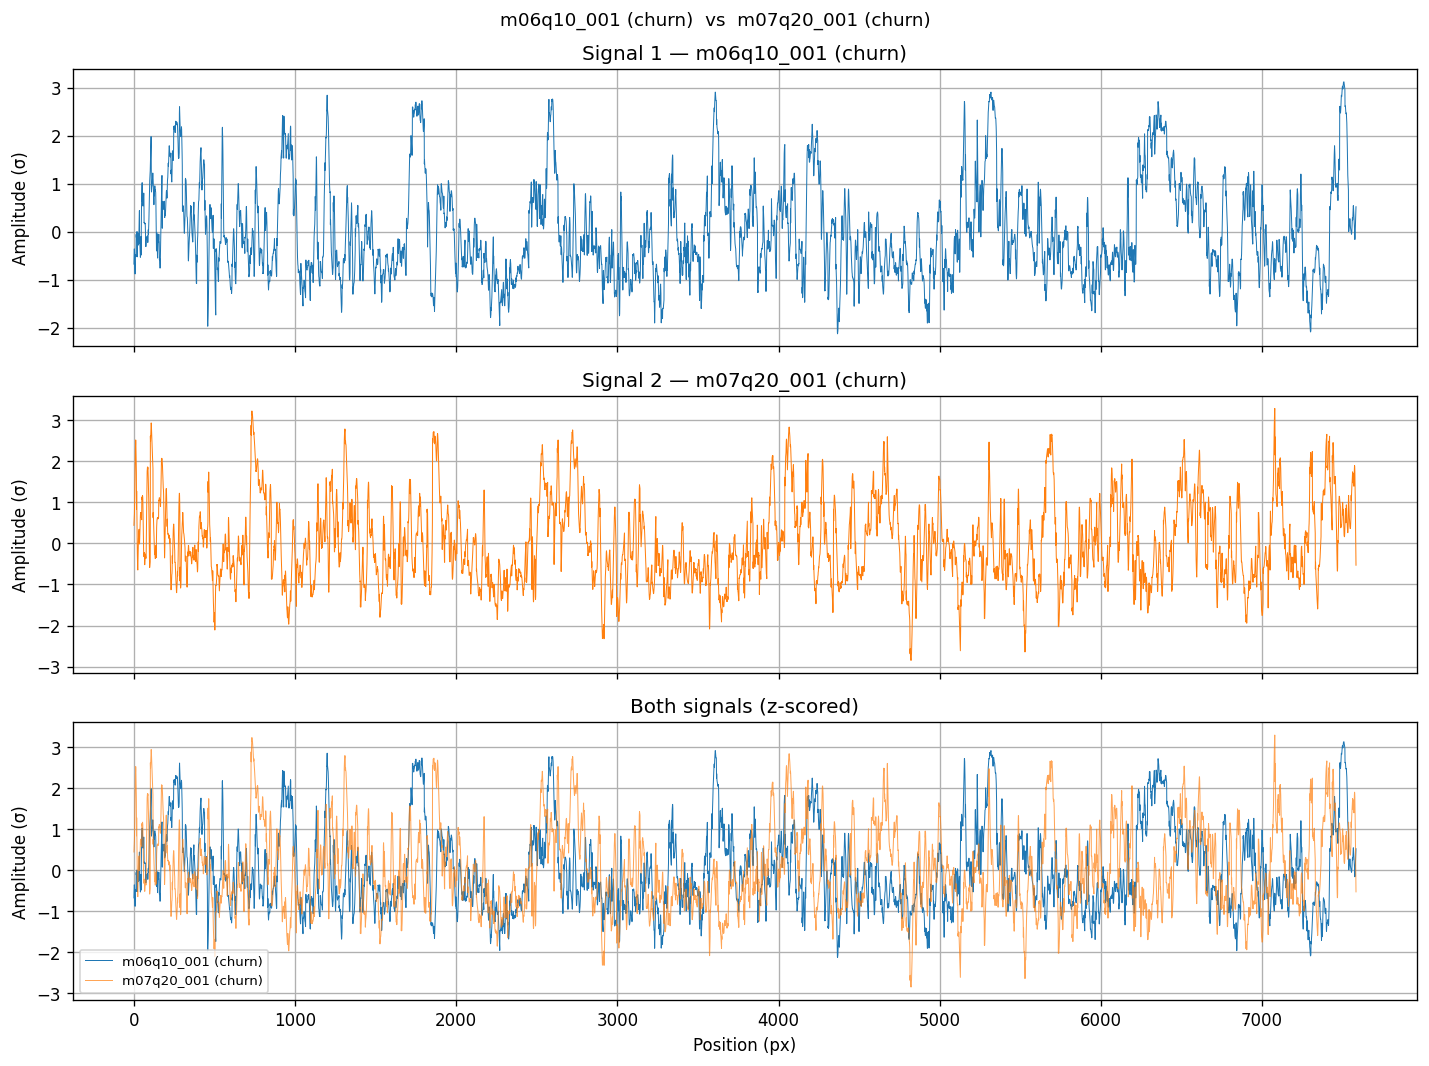 m06q10_001 (churn)  vs  m07q20_001 (churn)
Signal 1 — m06q10_001 (churn)
Amplitude (σ)
3
2
1
0
−1
−2
Signal 2 — m07q20_001 (churn)
Amplitude (σ)
3
2
1
0
−1
−2
−3
Both signals (z-scored)
Amplitude (σ)
3
2
1
0
−1
−2
−3
m06q10_001 (churn)
m07q20_001 (churn)
0 1000 2000 3000 4000 5000 6000 7000
Position (px)